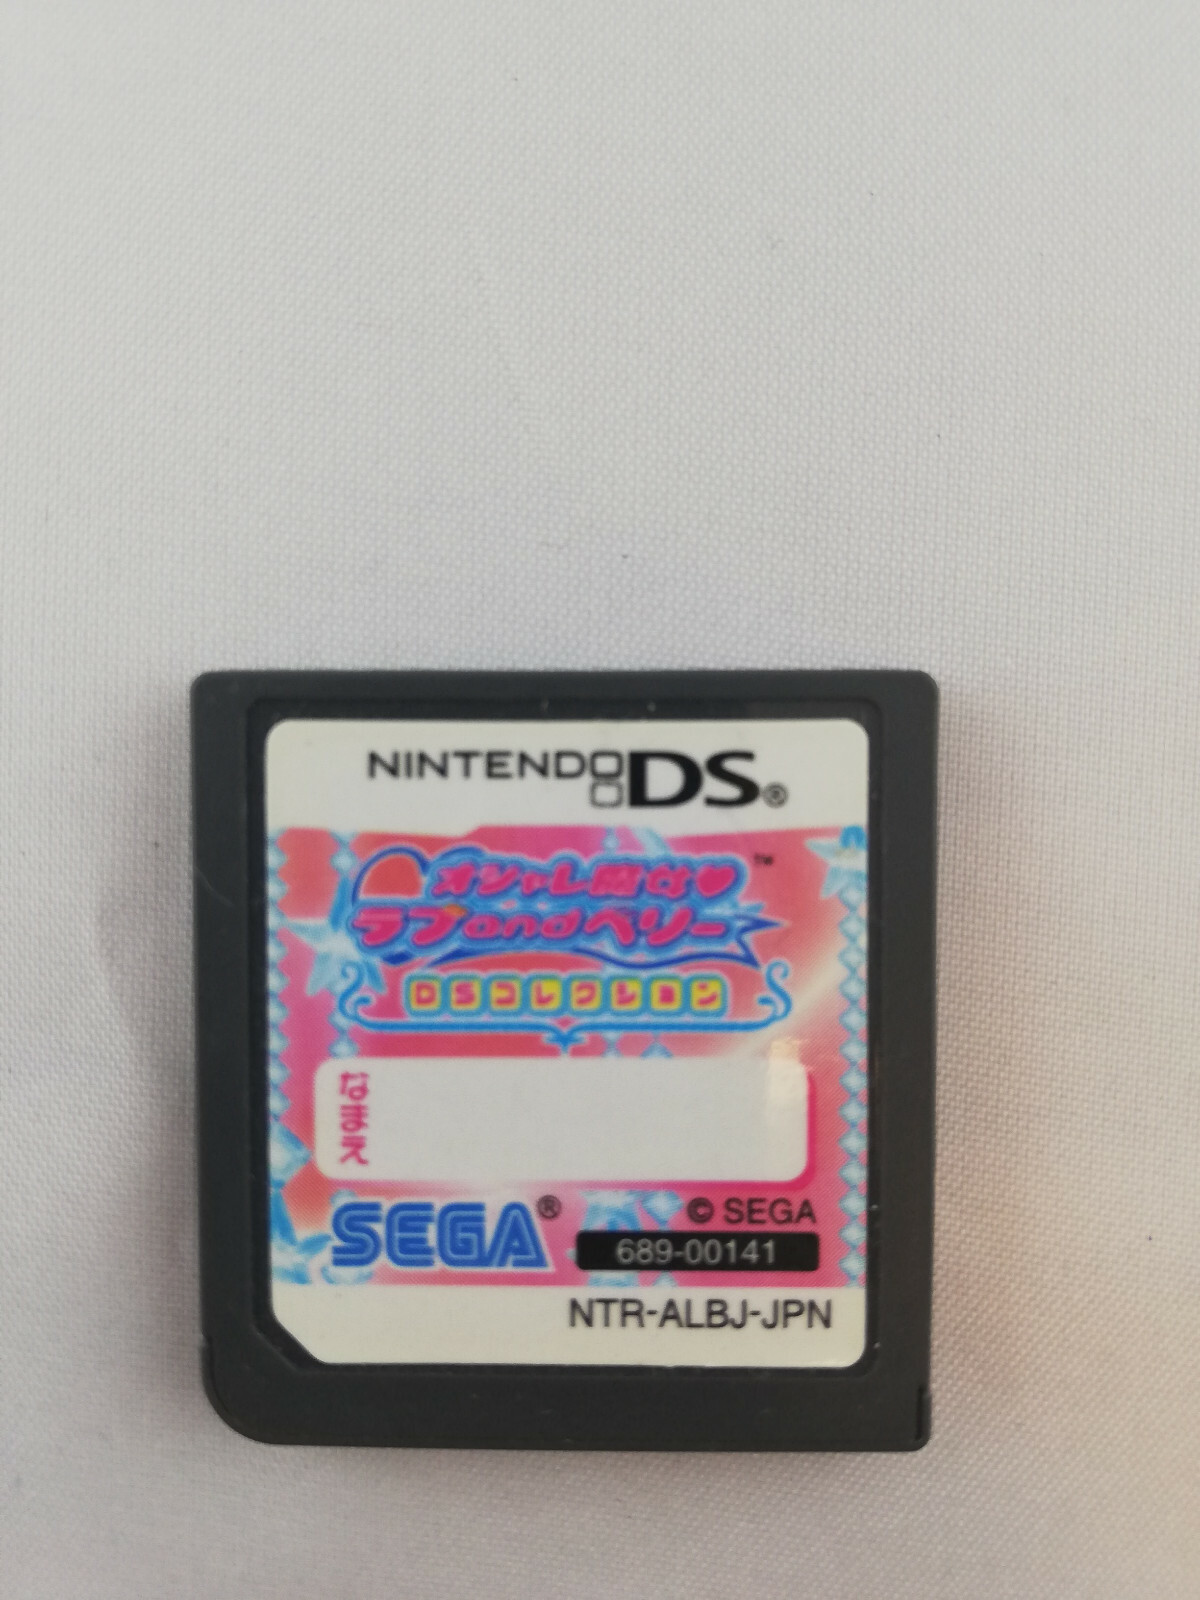 NINTENDO DS®
オシャレ魔女♥™
ラブandベリー
DSコレクション
なまえ
SEGA®
© SEGA
689-00141
NTR-ALBJ-JPN